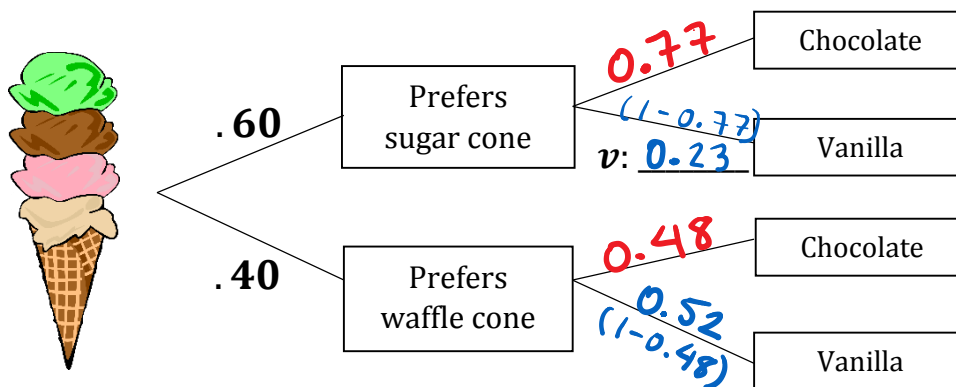 0.77
Chocolate
.60
Prefers
sugar cone
(1-0.77)
v: 0.23
Vanilla
.40
Prefers
waffle cone
0.48
Chocolate
0.52
(1-0.48)
Vanilla